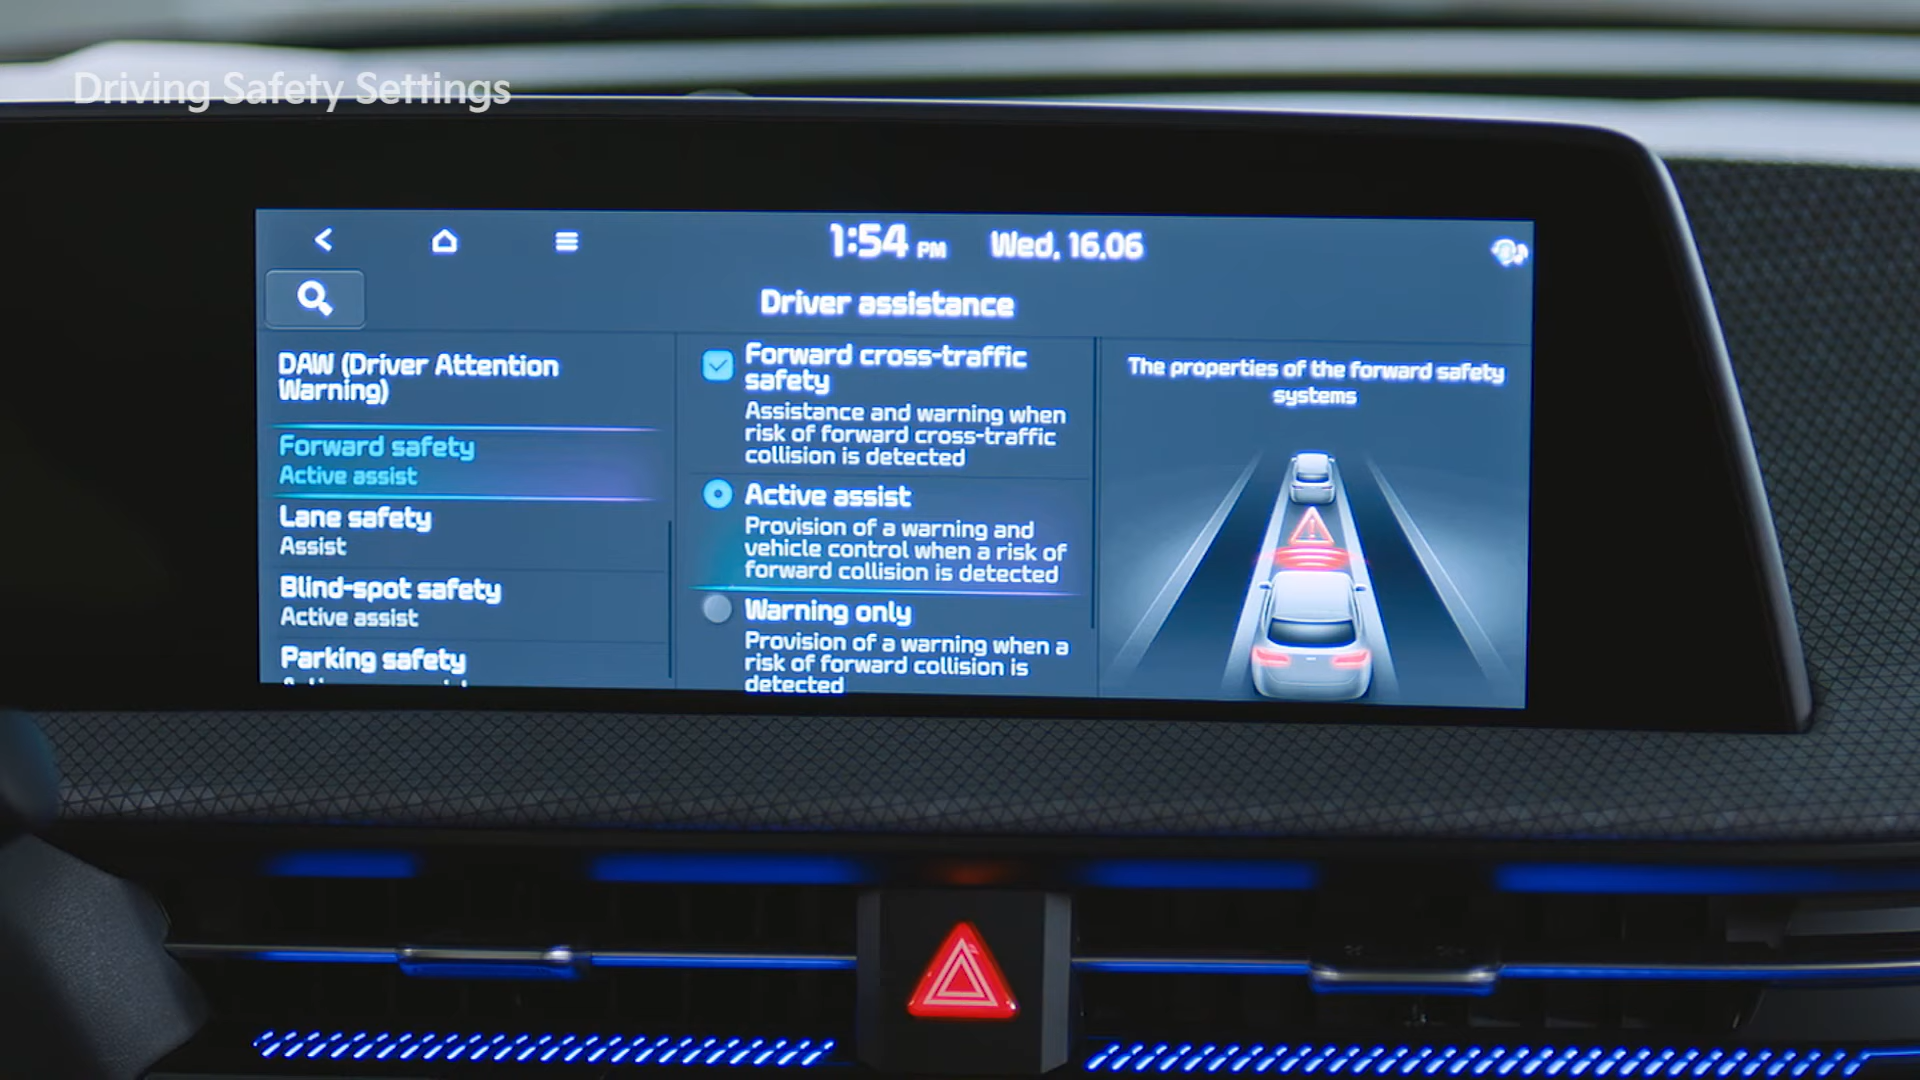 Driving Safety Settings
1:54 PM Wed, 16.06
Driver assistance
DAW (Driver Attention
Warning)
Forward safety
Active assist
Lane safety
Assist
Blind-spot safety
Active assist
Parking safety
Forward cross-traffic
safety
Assistance and warning when
risk of forward cross-traffic
collision is detected
Active assist
Provision of a warning and
vehicle control when a risk of
forward collision is detected
Warning only
Provision of a warning when a
risk of forward collision is
detected
The properties of the forward safety
systems